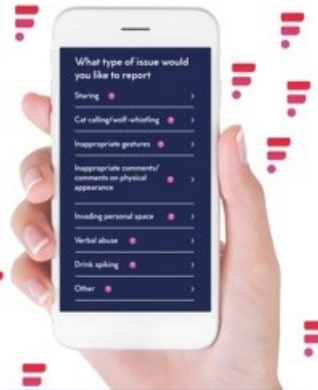 What type of issue would
you like to report
Staring
Cat calling/wolf-whistling
Inappropriate gestures
Inappropriate comments/
comments on physical
appearance
Invading personal space
Verbal abuse
Drink spiking
Other